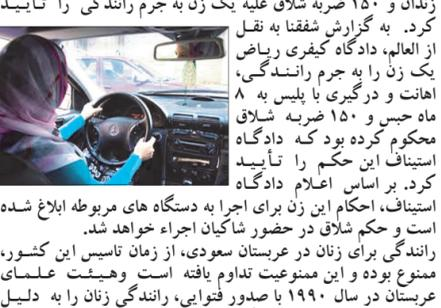 زندان و ۱۵۰ ضربه شلاق علیه یک زن به جرم رانندگی را تأیید
کرد. به گزارش شفقنا به نقل
از العالم، دادگاه کیفری ریاض
یک زن را به جرم رانندگی،
اهانت و درگیری با پلیس به ۸
ماه حبس و ۱۵۰ ضربه شلاق
محکوم کرده بود که دادگاه
استیناف این حکم را تأیید
کرد. بر اساس اعلام دادگاه
استیناف، احکام این زن برای اجرا به دستگاه های مربوطه ابلاغ شده
است و حکم شلاق در حضور شاکیان اجراء خواهد شد.
رانندگی برای زنان در عربستان سعودی، از زمان تاسیس این کشور،
ممنوع بوده و این ممنوعیت تداوم یافته است وهیئت علمای
عربستان در سال ۱۹۹۰ با صدور فتوایی، رانندگی زنان را به دلیل